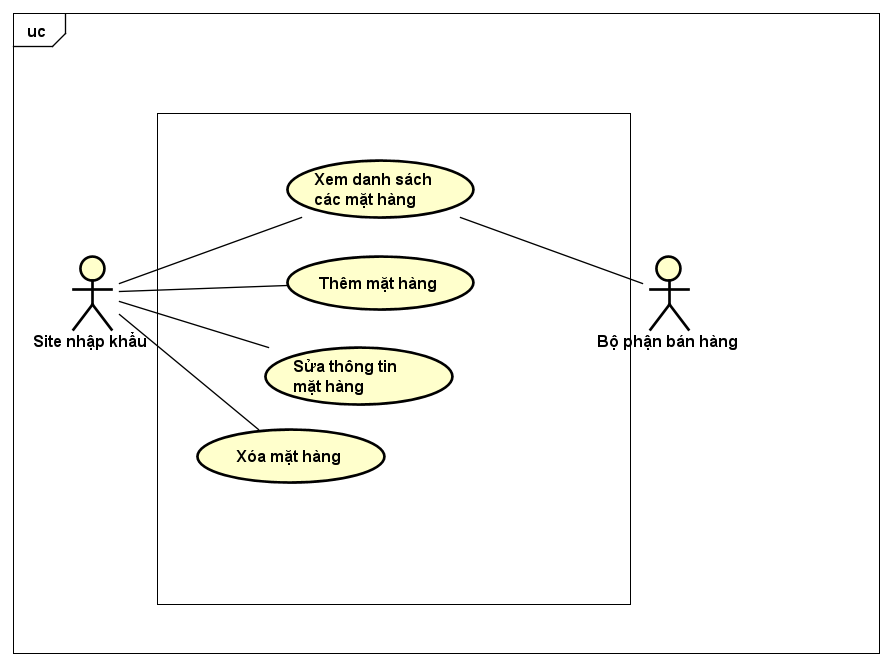 uc
Xem danh sách
các mặt hàng
Thêm mặt hàng
Site nhập khẩu
Bộ phận bán hàng
Sửa thông tin
mặt hàng
Xóa mặt hàng